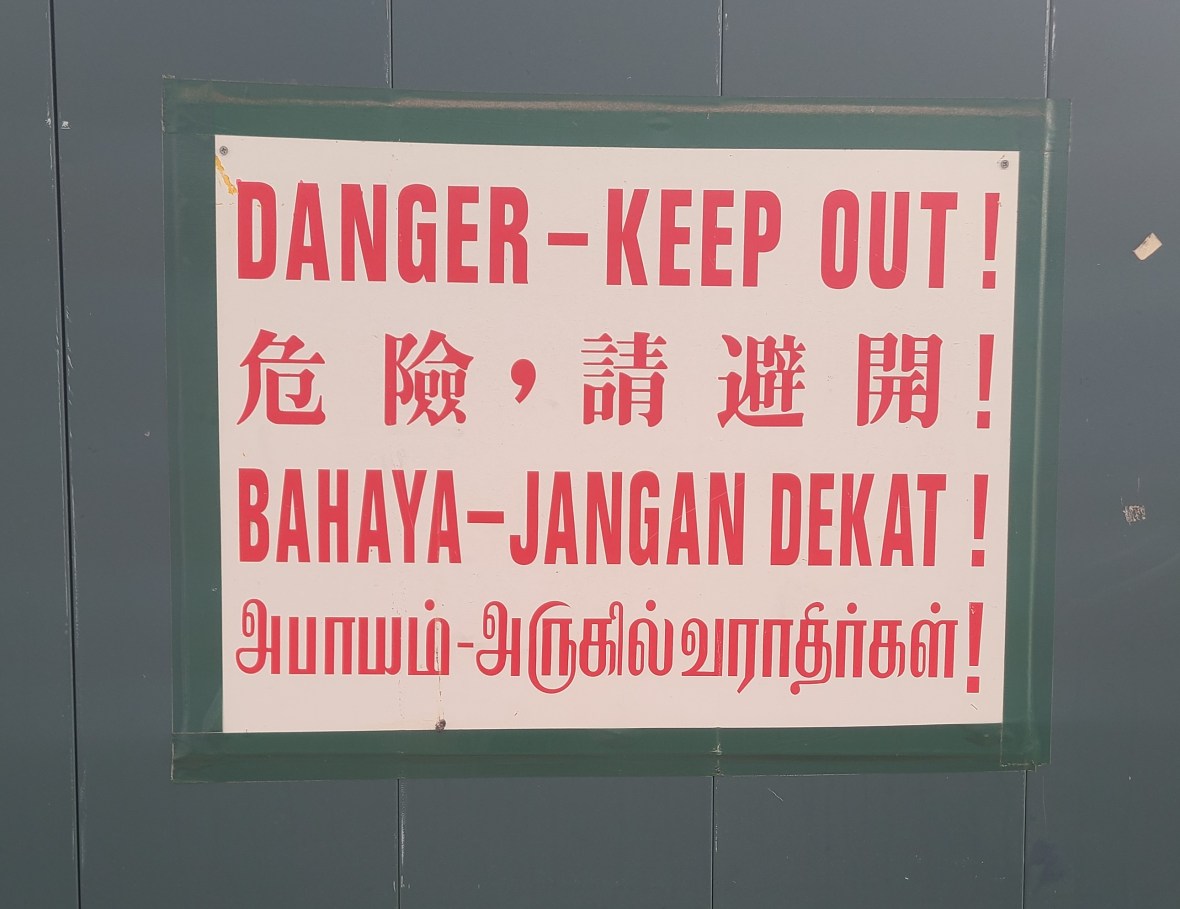 DANGER – KEEP OUT !
危險，請避開！
BAHAYA – JANGAN DEKAT !
அபாயம் - அருகில் வராதீர்கள் !